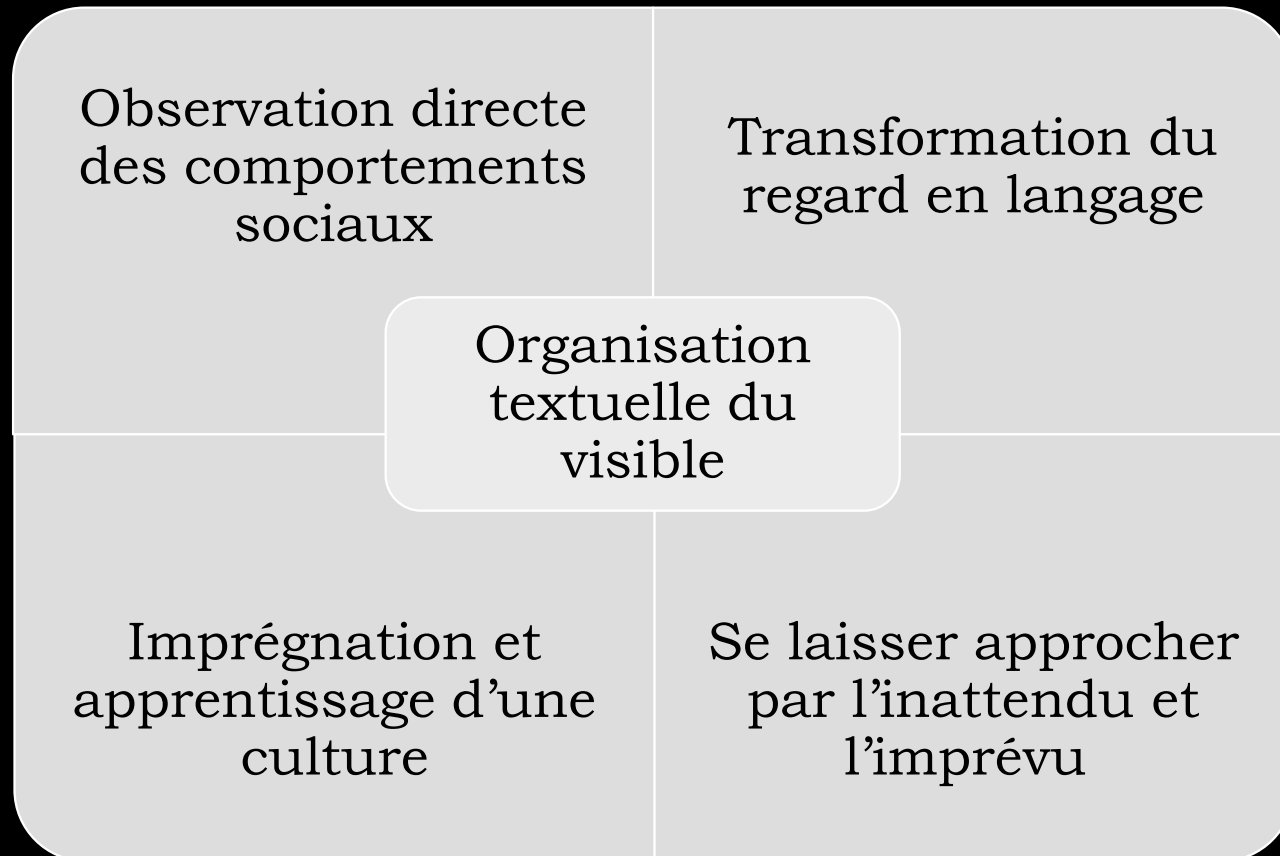 Observation directe
des comportements
sociaux
Transformation du
regard en langage
Organisation
textuelle du
visible
Imprégnation et
apprentissage d’une
culture
Se laisser approcher
par l’inattendu et
l’imprévu